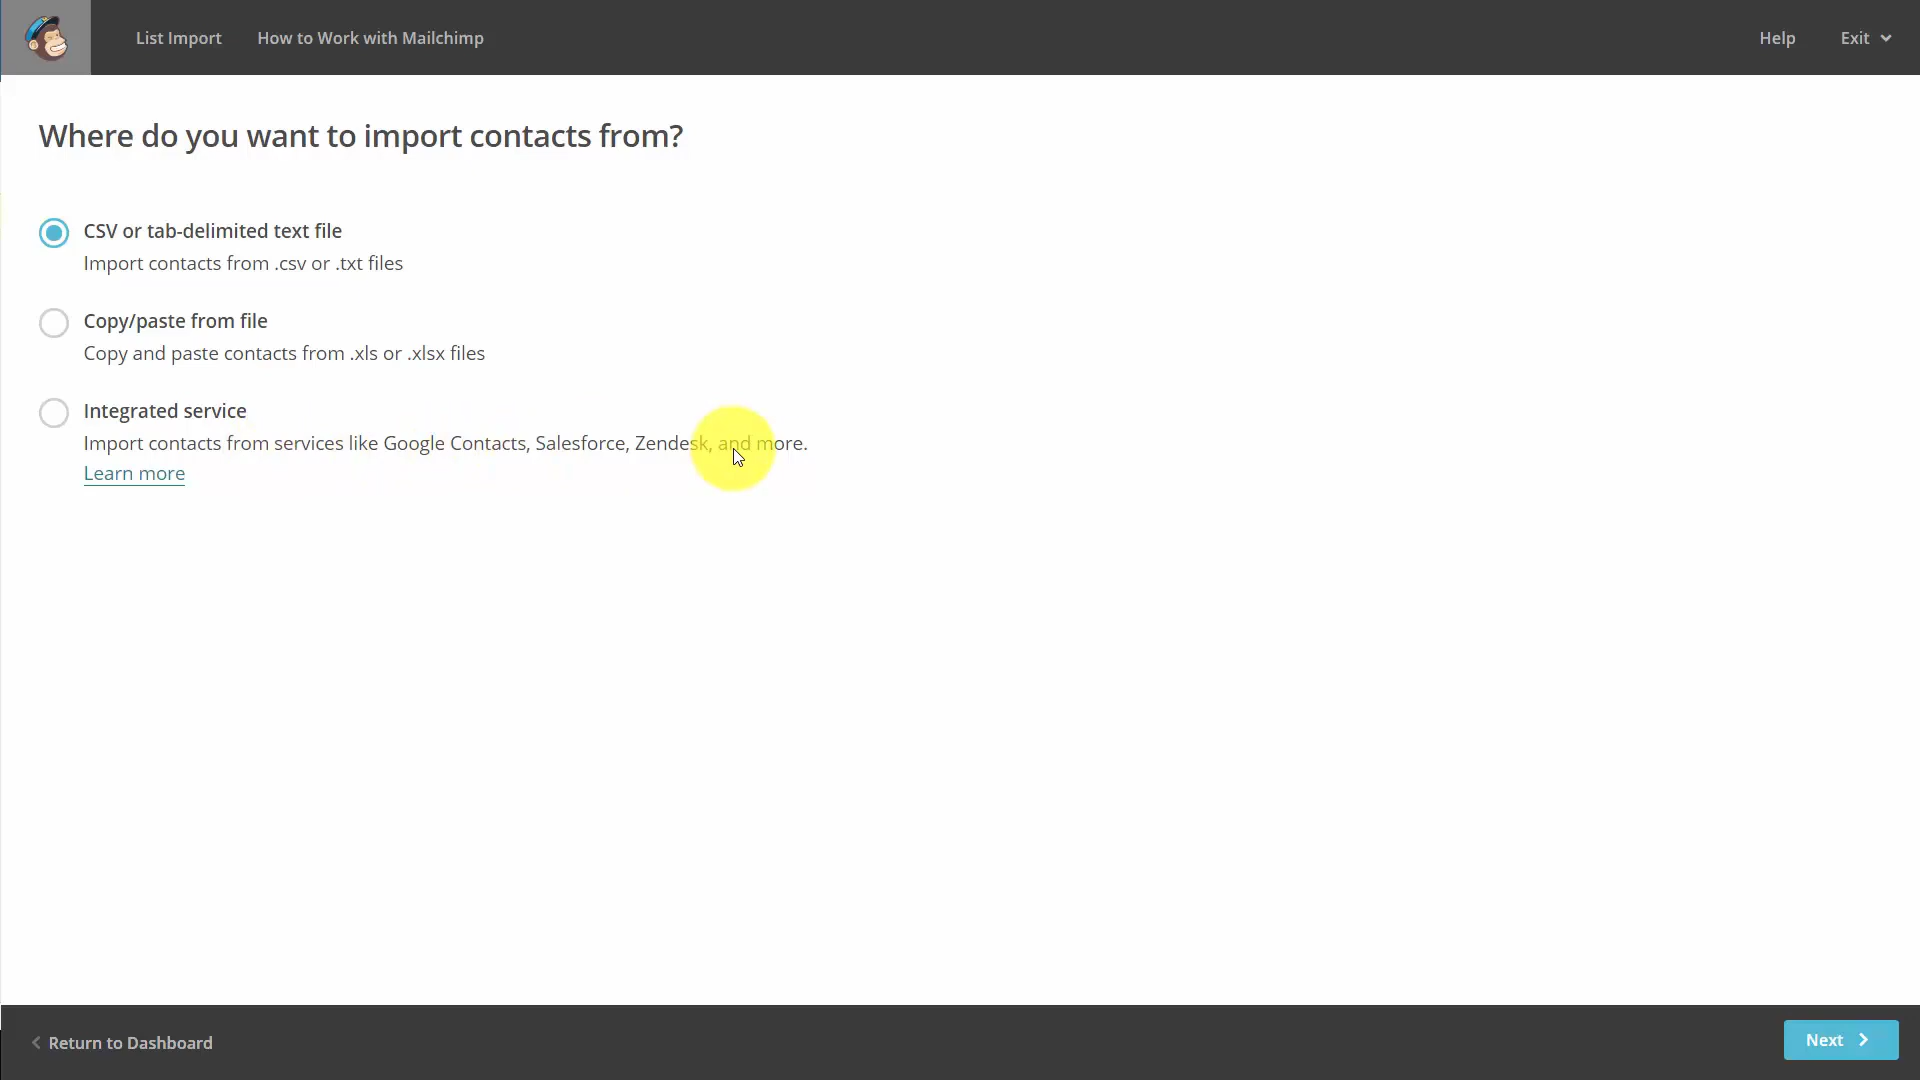 List Import
How to Work with Mailchimp
Help
Exit
Where do you want to import contacts from?
CSV or tab-delimited text file
Import contacts from .csv or .txt files
Copy/paste from file
Copy and paste contacts from .xls or .xlsx files
Integrated service
Import contacts from services like Google Contacts, Salesforce, Zendesk, and more.
Learn more
Return to Dashboard
Next